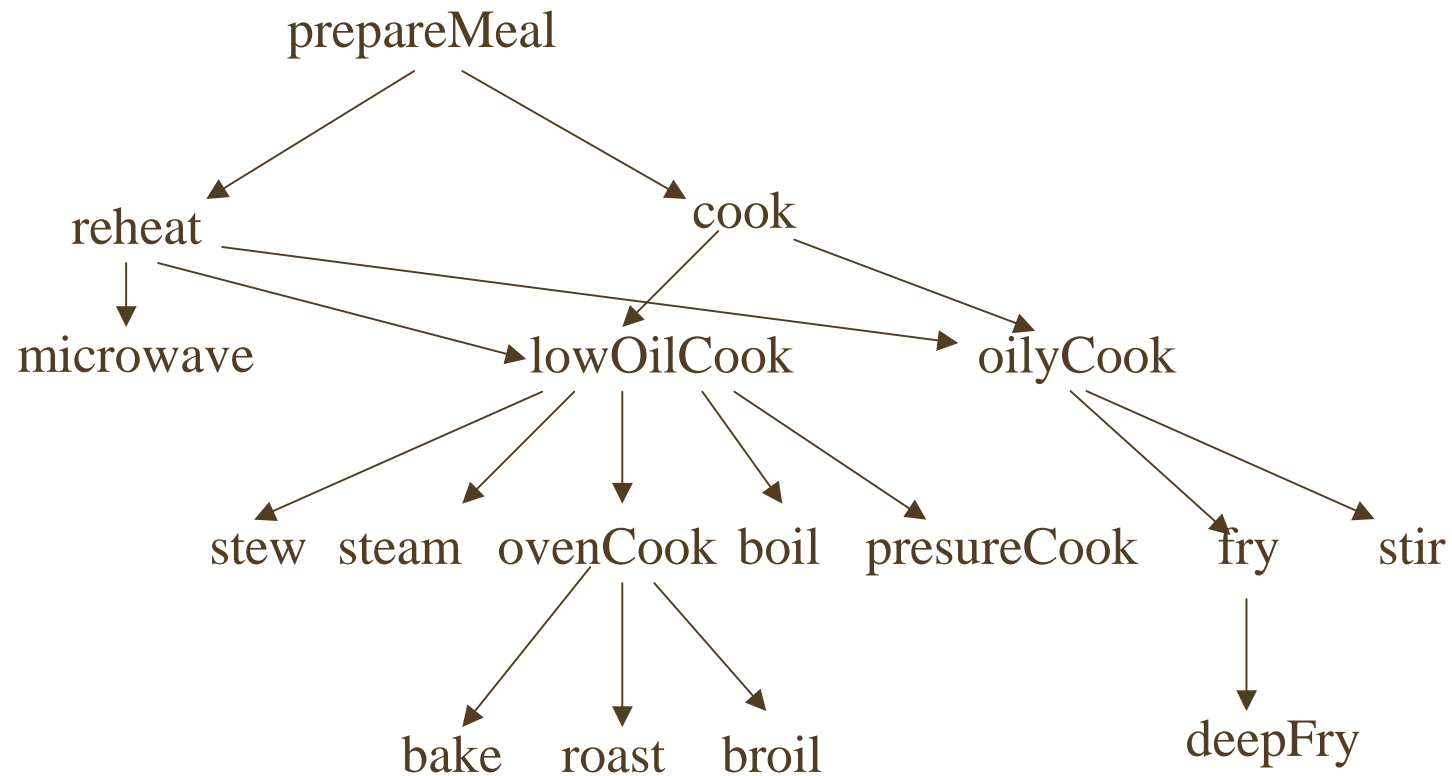 prepareMeal
reheat
cook
microwave
lowOilCook
oilyCook
stew
steam
ovenCook
boil
presureCook
fry
stir
bake
roast
broil
deepFry